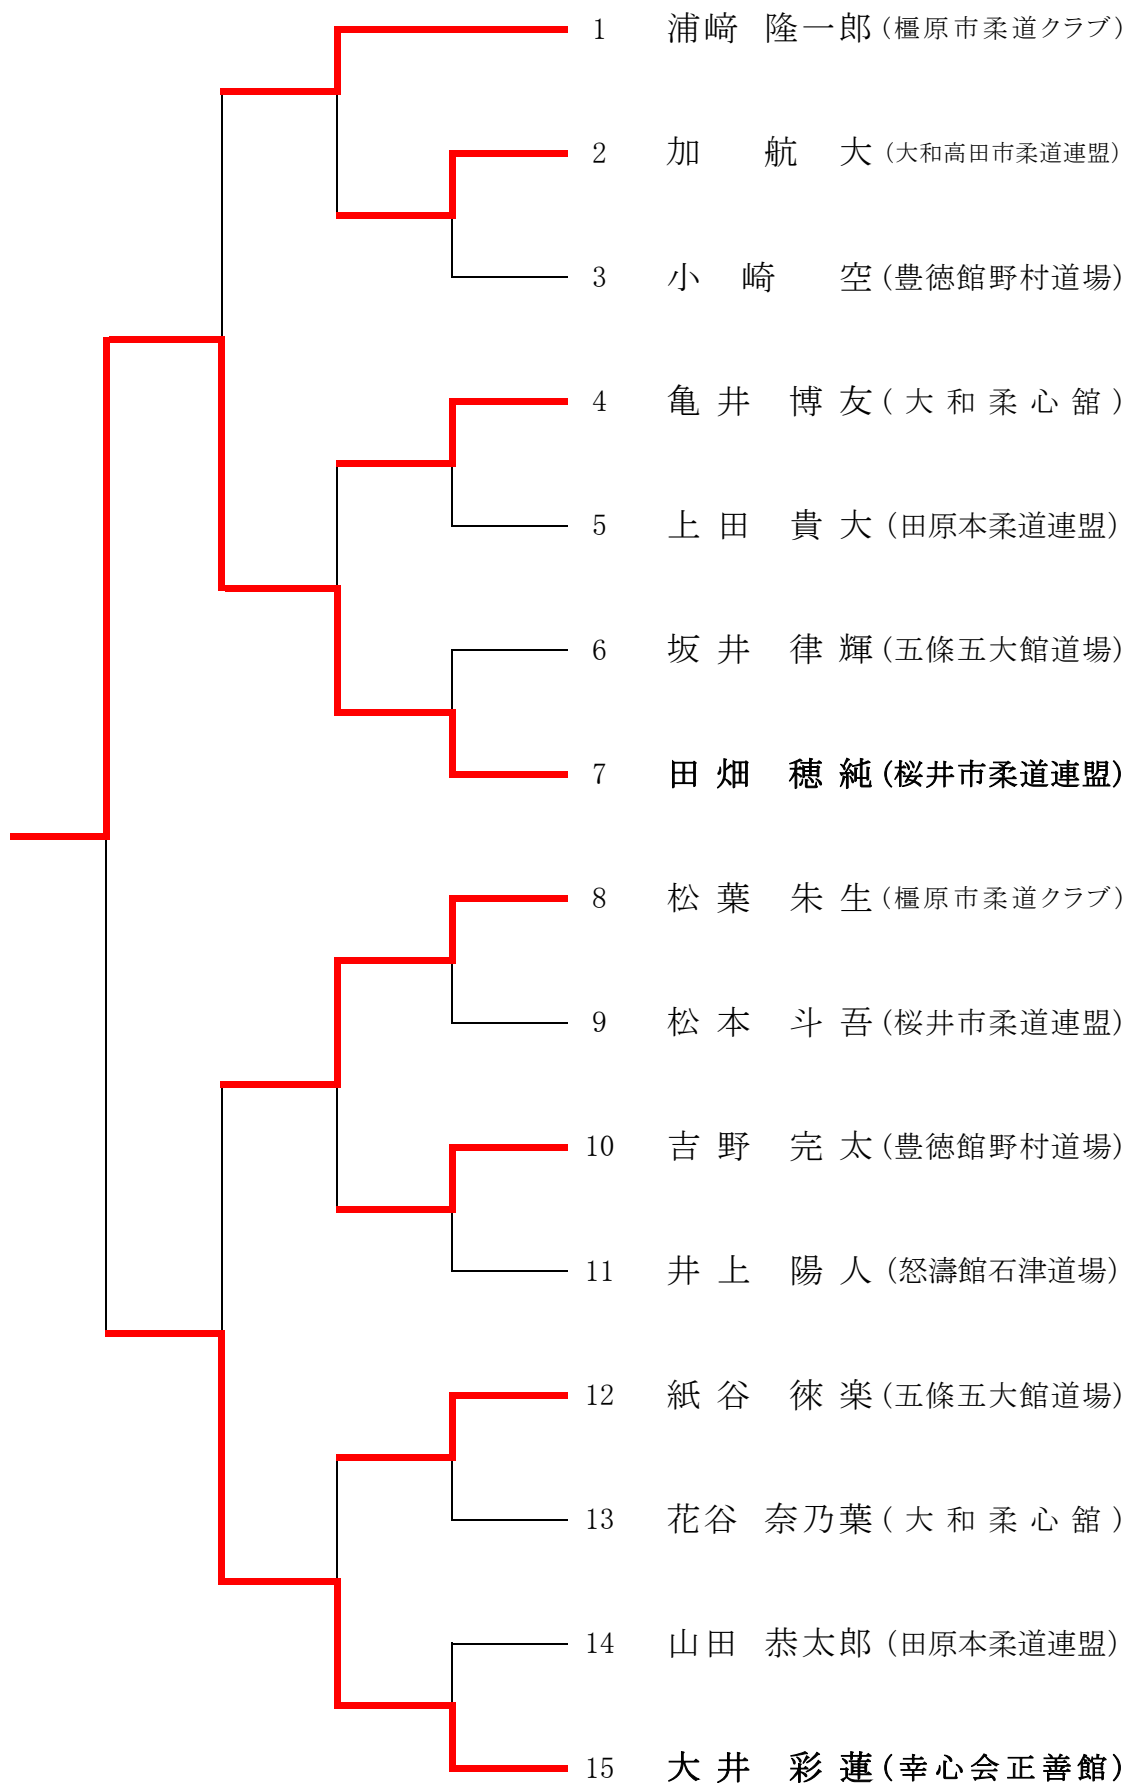 1 浦﨑 隆一郎 (橿原市柔道クラブ)
2 加 航大 (大和高田市柔道連盟)
3 小崎 空 (豊徳館野村道場)
4 亀井 博友 (大和柔心舘)
5 上田 貴大 (田原本柔道連盟)
6 坂井 律輝 (五條五大館道場)
7 田畑 穂純 (桜井市柔道連盟)
8 松葉 朱生 (橿原市柔道クラブ)
9 松本 斗吾 (桜井市柔道連盟)
10 吉野 完太 (豊徳館野村道場)
11 井上 陽人 (怒濤館石津道場)
12 紙谷 徠楽 (五條五大館道場)
13 花谷 奈乃葉 (大和柔心舘)
14 山田 恭太郎 (田原本柔道連盟)
15 大井 彩蓮 (幸心会正善館)